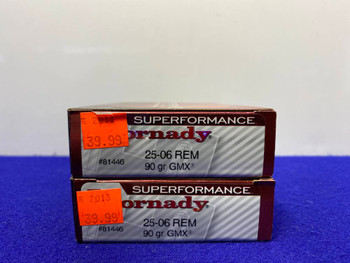 SUPERFORMANCE
39.99
ornady
#81446
25-06 REM
90 gr GMX®
SUPERFORMANCE
39.99
ornady
#81446
25-06 REM
90 gr GMX®